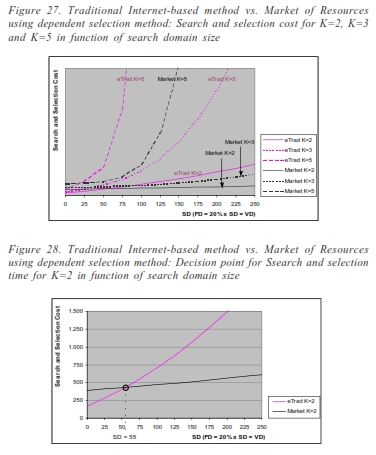 Figure 27. Traditional Internet-based method vs. Market of Resources
using dependent selection method: Search and selection cost for K=2, K=3
and K=5 in function of search domain size
Search and Selection Cost
eTrad K=5
Market K=5
eTrad K=3
Market K=3
Market K=2
eTrad K=2
eTrad K=2
eTrad K=3
eTrad K=5
Market K=2
Market K=3
Market K=5
0 25 50 75 100 125 150 175 200 225 250
SD (FD = 20% x SD = VD)
Figure 28. Traditional Internet-based method vs. Market of Resources
using dependent selection method: Decision point for Ssearch and selection
time for K=2 in function of search domain size
Search and Selection Cost
1.500
1.250
1.000
750
500
250
0
eTrad K=2
Market K=2
0 25 50 75 100 125 150 175 200 225 250
SD = 55
SD (FD = 20% x SD = VD)